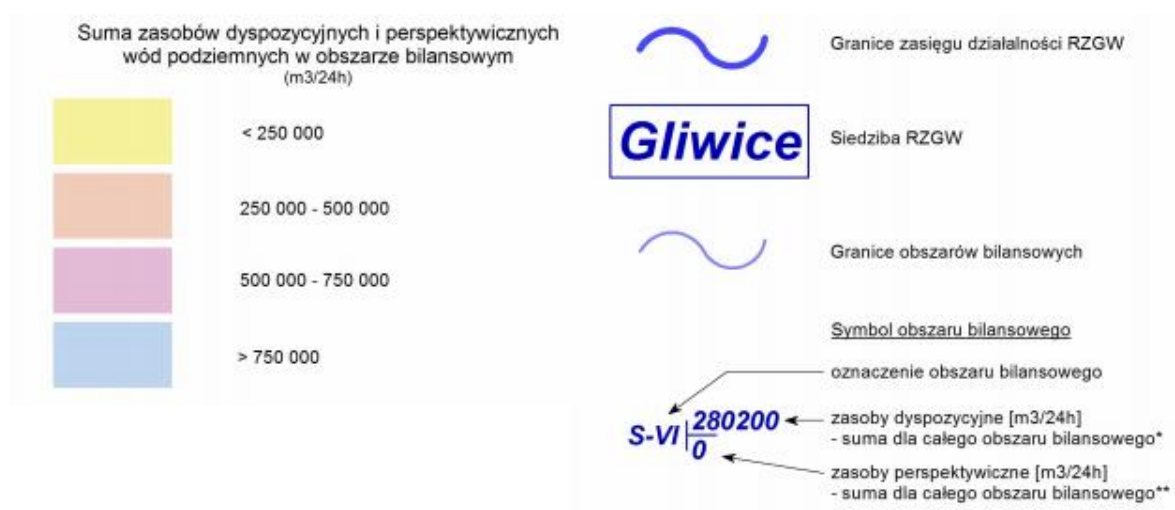 Suma zasobów dyspozycyjnych i perspektywicznych
wód podziemnych w obszarze bilansowym
(m3/24h)
< 250 000
250 000 - 500 000
500 000 - 750 000
> 750 000
Granice zasięgu działalności RZGW
Gliwice
Siedziba RZGW
Granice obszarów bilansowych
Symbol obszaru bilansowego
oznaczenie obszaru bilansowego
S-VI 280200
0
zasoby dyspozycyjne [m3/24h]
- suma dla całego obszaru bilansowego*
zasoby perspektywiczne [m3/24h]
- suma dla całego obszaru bilansowego**